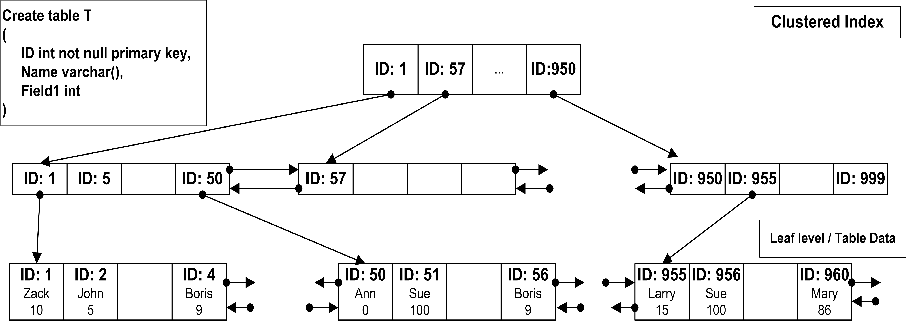 Create table T
(
ID int not null primary key,
Name varchar(),
Field1 int
)
Clustered Index
ID: 1 ID: 57 ... ID:950
ID: 1 ID: 5 ID: 50
ID: 57
ID: 950 ID: 955 ID: 999
Leaf level / Table Data
ID: 1 ID: 2 ID: 4
Zack John Boris
10 5 9
ID: 50 ID: 51 ID: 56
Ann Sue Boris
0 100 9
ID: 955 ID: 956 ID: 960
Larry Sue Mary
15 100 86